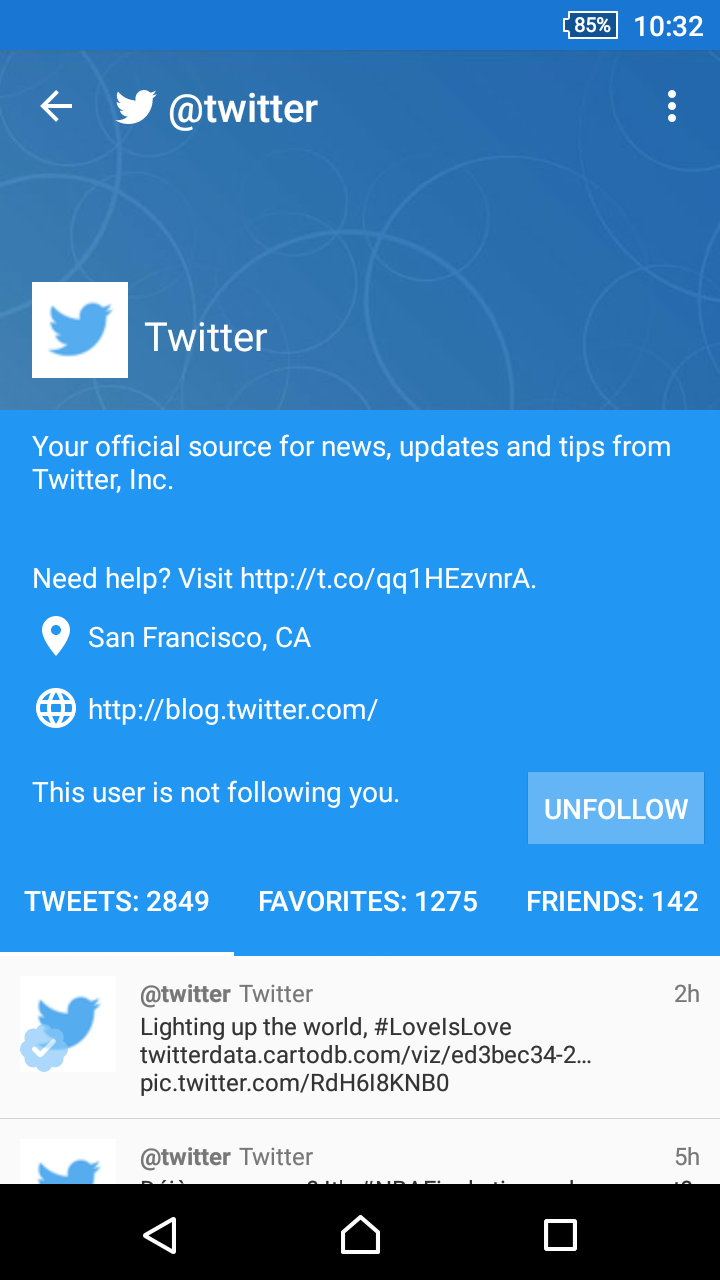 85% 10:32
@twitter
Twitter
Your official source for news, updates and tips from
Twitter, Inc.
Need help? Visit http://t.co/qq1HEzvnrA.
San Francisco, CA
http://blog.twitter.com/
This user is not following you.
UNFOLLOW
TWEETS: 2849 FAVORITES: 1275 FRIENDS: 142
@twitter Twitter 2h
Lighting up the world, #LoveIsLove
twitterdata.cartodb.com/viz/ed3bec34-2…
pic.twitter.com/RdH6I8KNB0
@twitter Twitter 5h